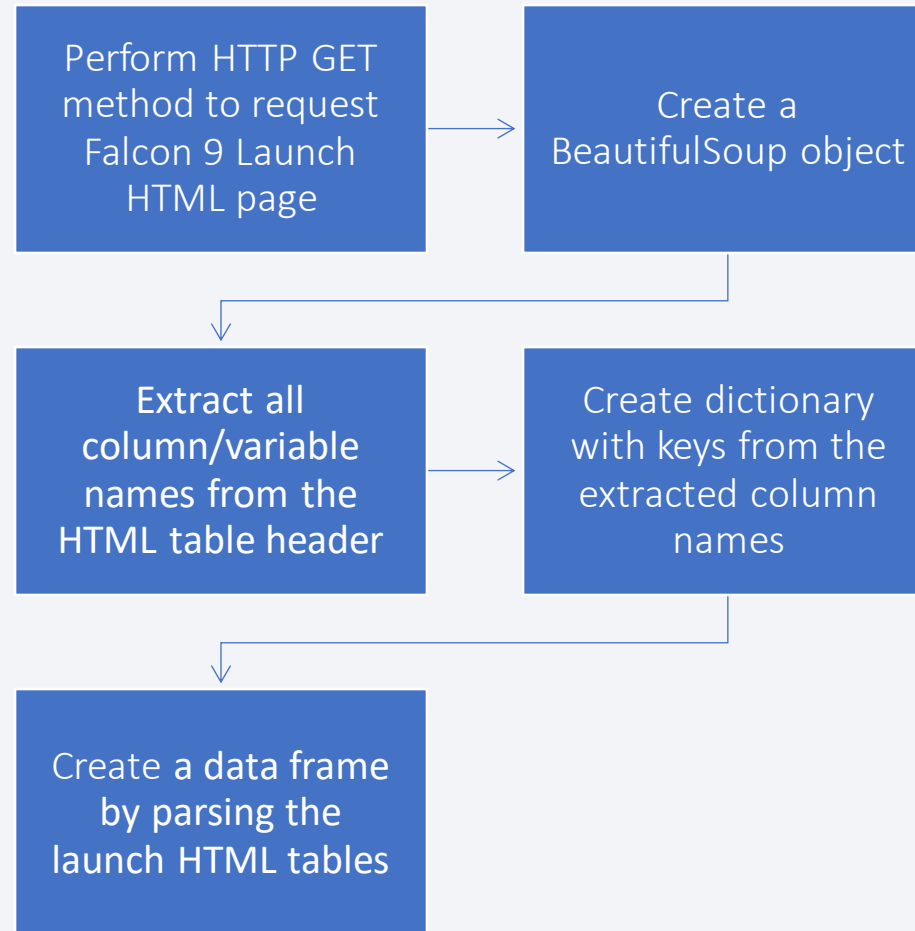 Perform HTTP GET
method to request
Falcon 9 Launch
HTML page
Create a
BeautifulSoup object
Extract all
column/variable
names from the
HTML table header
Create dictionary
with keys from the
extracted column
names
Create a data frame
by parsing the
launch HTML tables